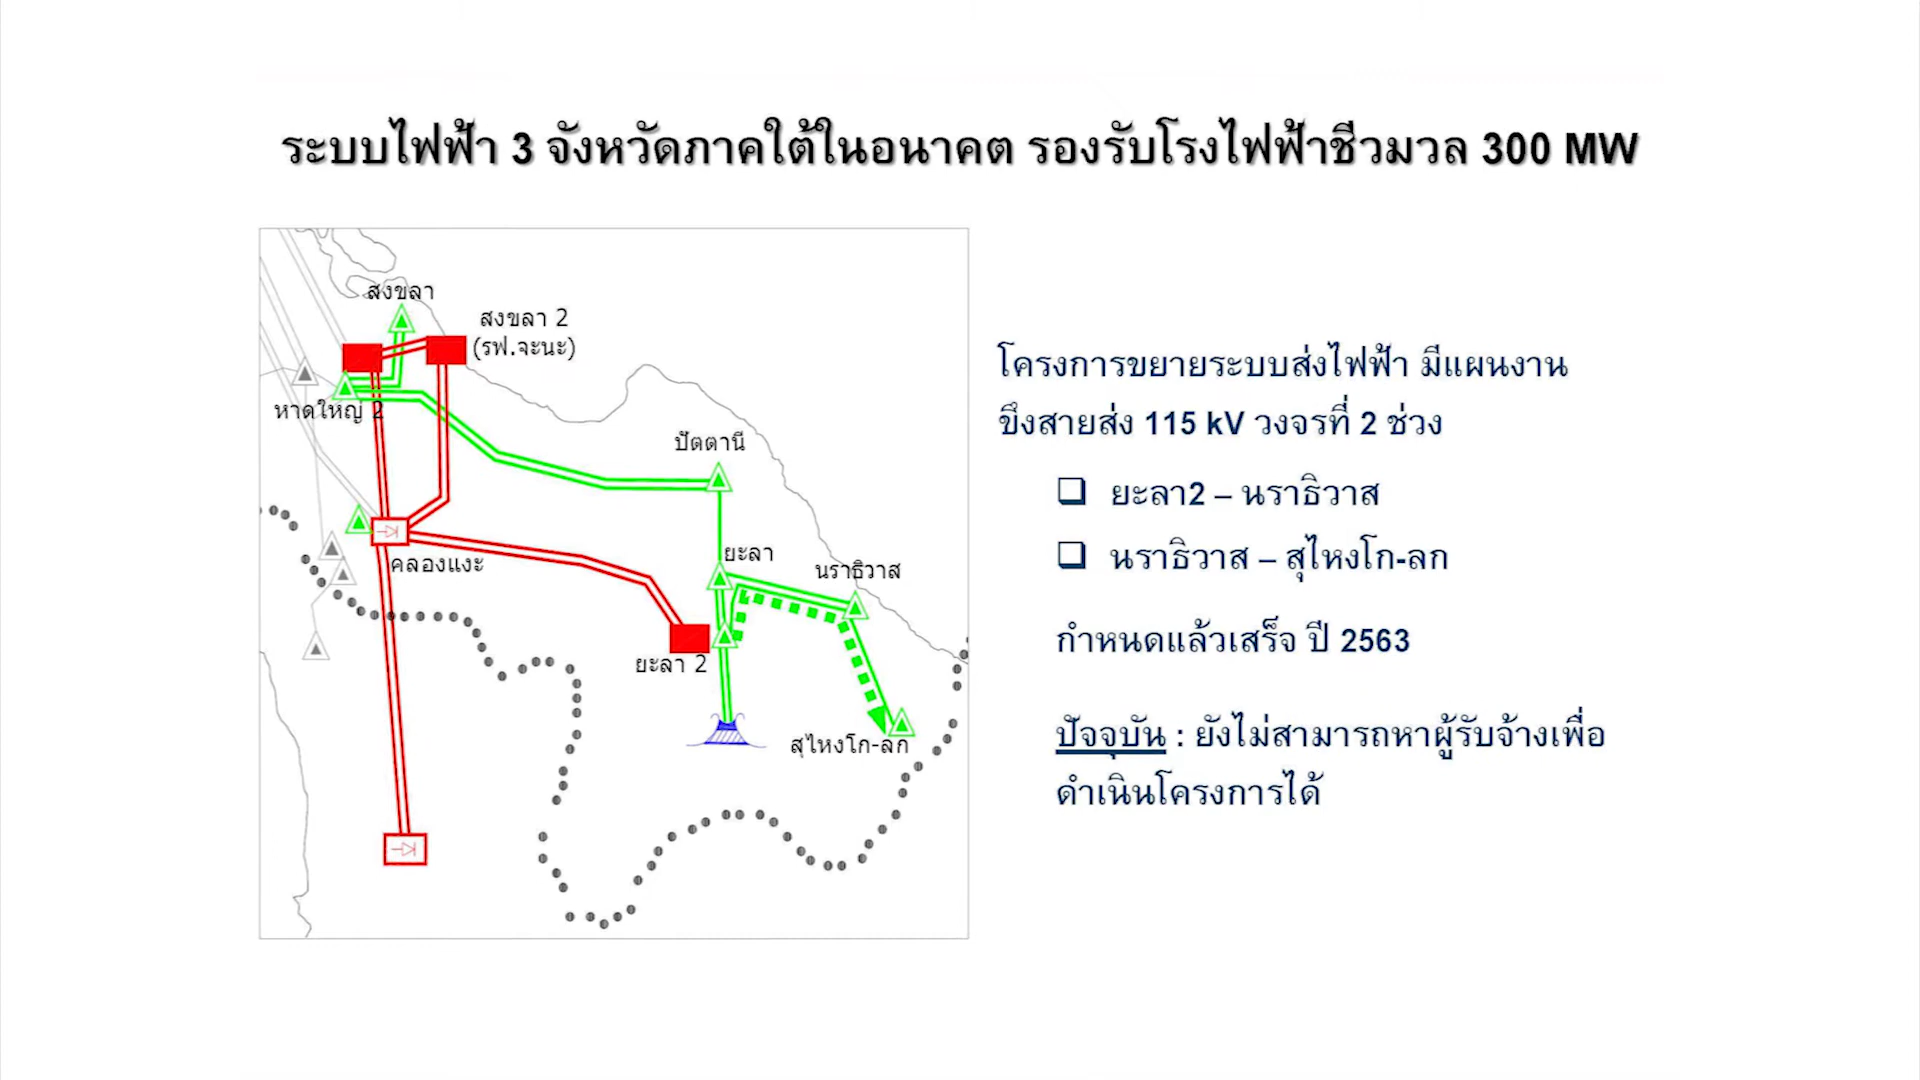 ระบบไฟฟ้า 3 จังหวัดภาคใต้ในอนาคต รองรับโรงไฟฟ้าชีวมวล 300 MW
สงขลา
สงขลา 2
(รฟ.จะนะ)
หาดใหญ่ 2
ปัตตานี
ยะลา
นราธิวาส
คลองแงะ
ยะลา 2
สุไหงโก-ลก
โครงการขยายระบบส่งไฟฟ้า มีแผนงาน
ขึงสายส่ง 115 kV วงจรที่ 2 ช่วง
❑ ยะลา2 – นราธิวาส
❑ นราธิวาส – สุไหงโก-ลก
กำหนดแล้วเสร็จ ปี 2563
ปัจจุบัน : ยังไม่สามารถหาผู้รับจ้างเพื่อ
ดำเนินโครงการได้